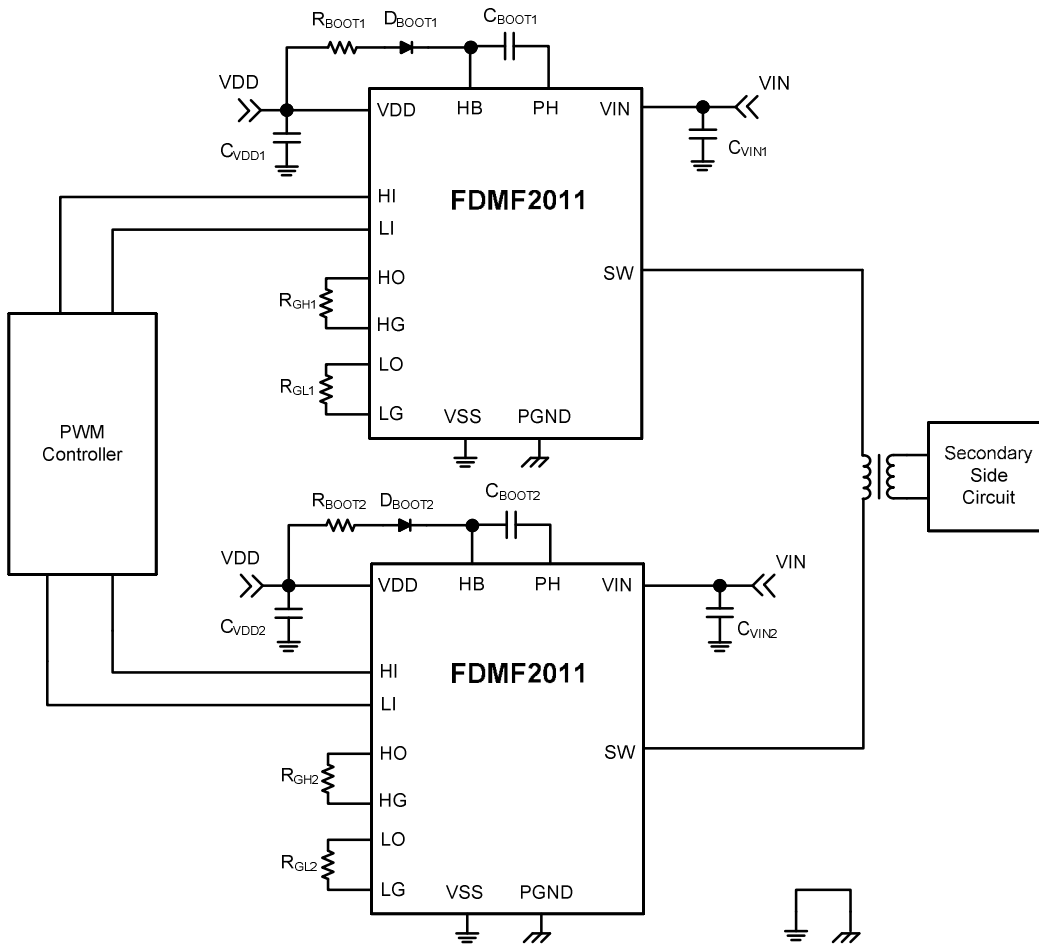 RBOOT1 DBOOT1 CBOOT1
VDD
VIN
VDD HB PH VIN
CVDD1
CVIN1
HI
FDMF2011
LI
SW
HO
RGH1
HG
LO
RGL1
LG
VSS PGND
PWM
Controller
Secondary
Side
Circuit
RBOOT2 DBOOT2 CBOOT2
VDD
VIN
VDD HB PH VIN
CVDD2
CVIN2
HI
FDMF2011
LI
SW
HO
RGH2
HG
LO
RGL2
LG
VSS PGND